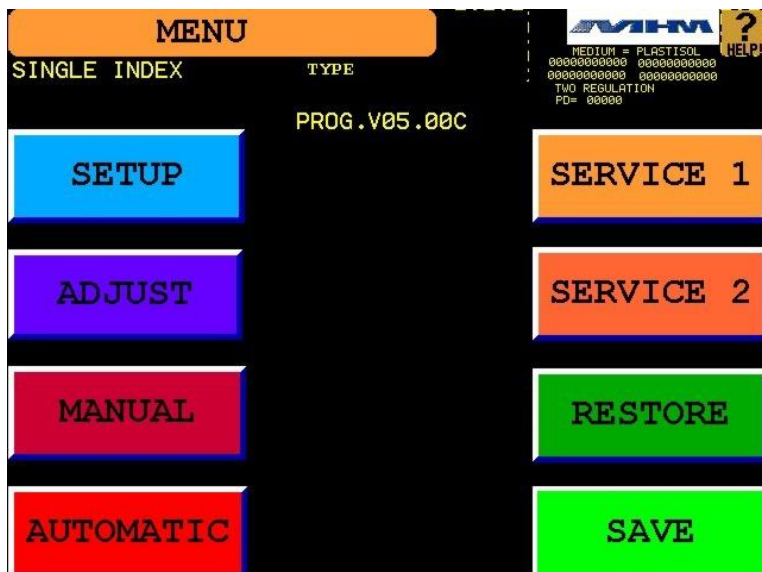 MENU
MHM
?
HELP!
SINGLE INDEX
TYPE
MEDIUM = PLASTISOL
00000000000 00000000000
00000000000 00000000000
TWO REGULATION
PD= 00000
PROG.V05.00C
SETUP
SERVICE 1
ADJUST
SERVICE 2
MANUAL
RESTORE
AUTOMATIC
SAVE